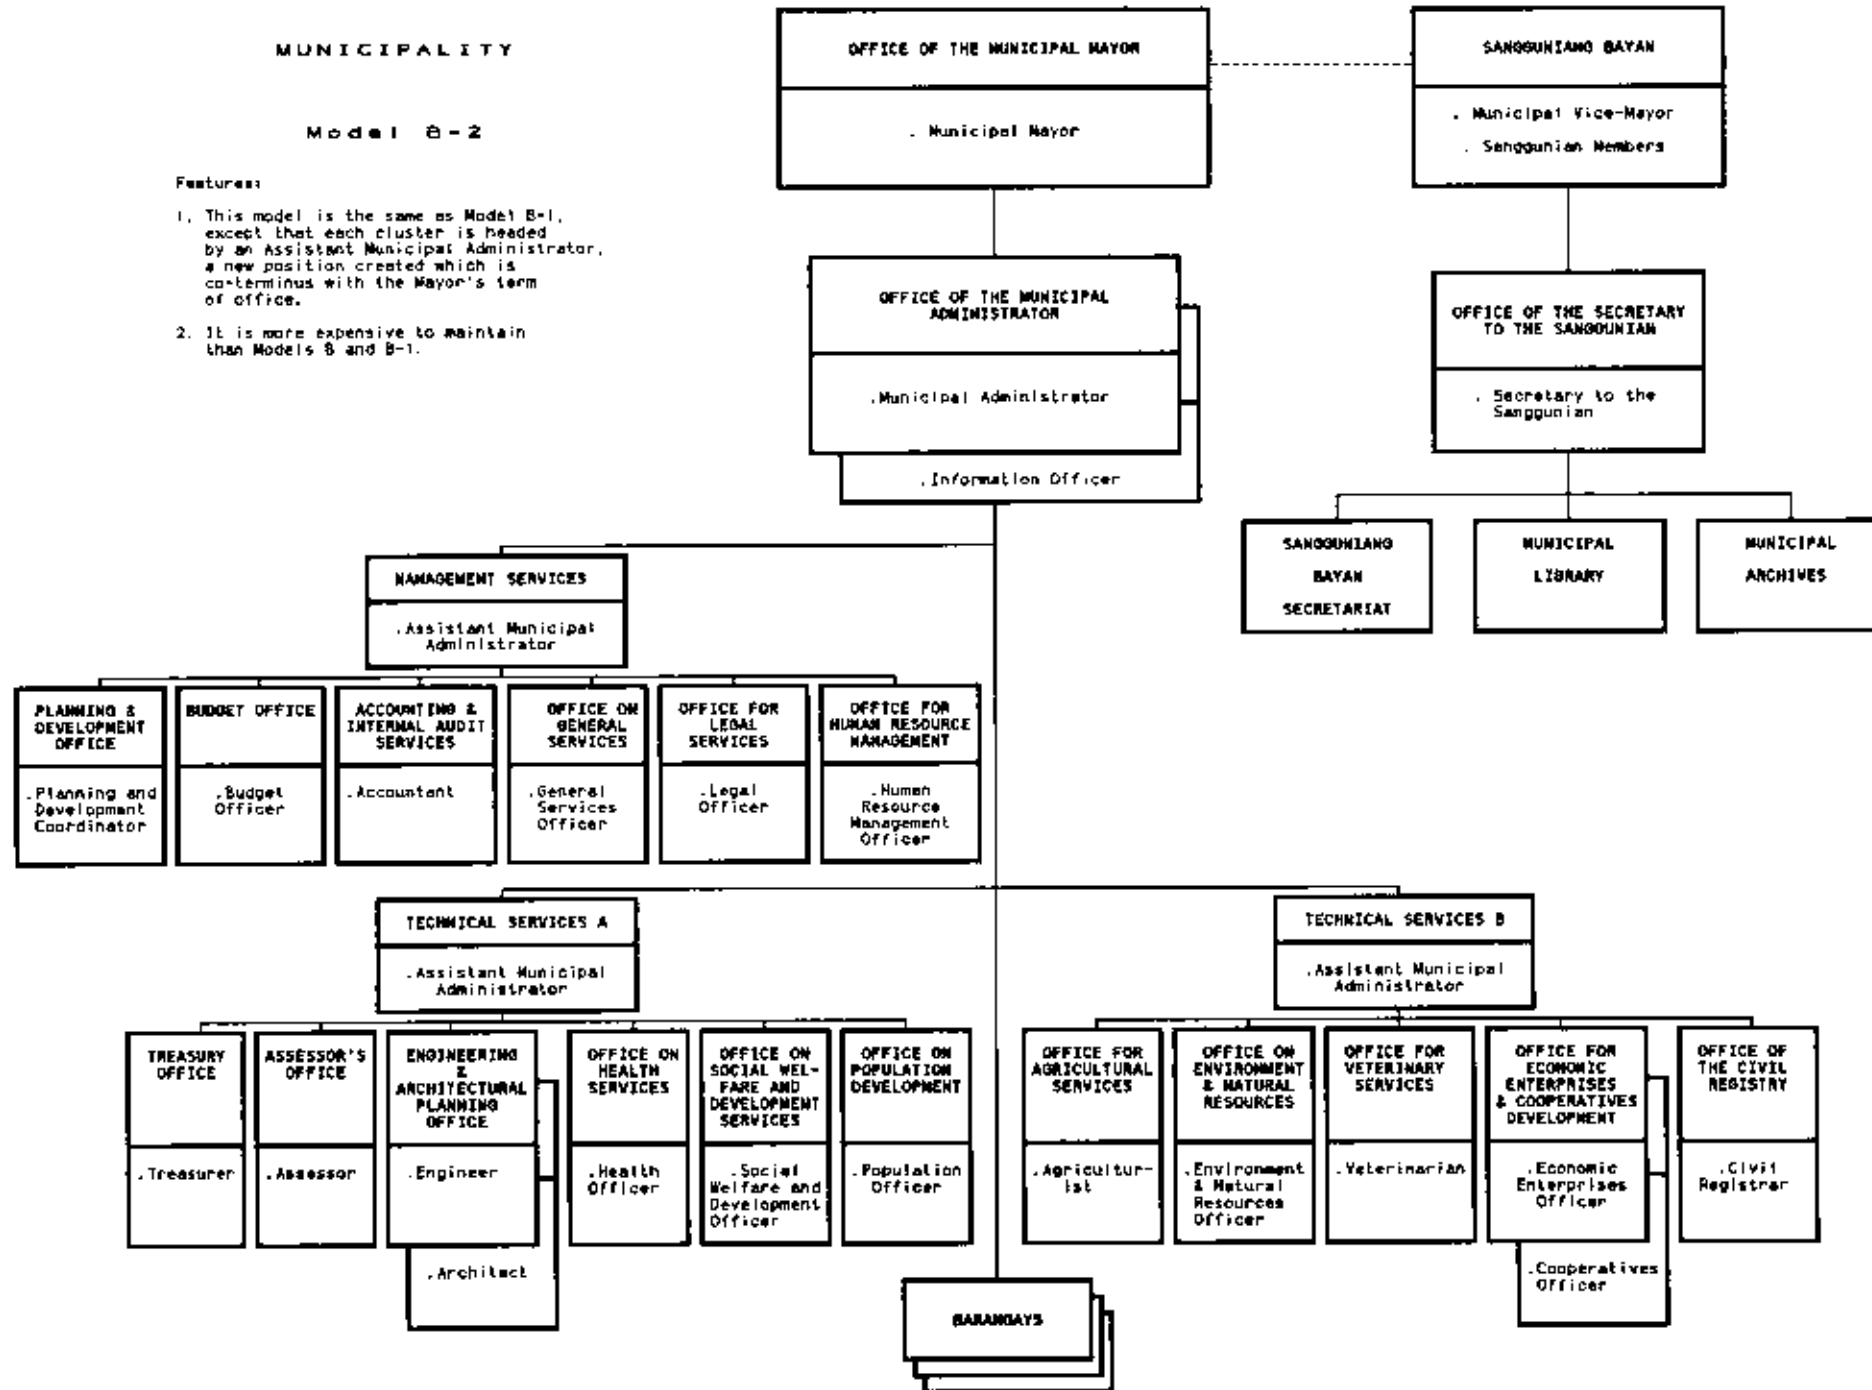 MUNICIPALITY
Model B-2
Features:
1. This model is the same as Model B-1,
except that each cluster is headed
by an Assistant Municipal Administrator,
a new position created which is
co-terminus with the Mayor's term
of office.
2. It is more expensive to maintain
than Models B and B-1.
OFFICE OF THE MUNICIPAL MAYOR
. Municipal Mayor
SANGGUNIANG BAYAN
. Municipal Vice-Mayor
. Sanggunian Members
OFFICE OF THE MUNICIPAL
ADMINISTRATOR
.Municipal Administrator
.Information Officer
OFFICE OF THE SECRETARY
TO THE SANGGUNIAN
. Secretary to the
Sanggunian
SANGGUNIANG
BAYAN
SECRETARIAT
MUNICIPAL
LIBRARY
MUNICIPAL
ARCHIVES
MANAGEMENT SERVICES
.Assistant Municipal
Administrator
PLANNING &
DEVELOPMENT
OFFICE
.Planning and
Development
Coordinator
BUDGET OFFICE
.Budget
Officer
ACCOUNTING &
INTERNAL AUDIT
SERVICES
.Accountant
OFFICE ON
GENERAL
SERVICES
.General
Services
Officer
OFFICE FOR
LEGAL
SERVICES
.Legal
Officer
OFFICE FOR
HUMAN RESOURCE
MANAGEMENT
.Human
Resource
Management
Officer
TECHNICAL SERVICES A
.Assistant Municipal
Administrator
TREASURY
OFFICE
.Treasurer
ASSESSOR'S
OFFICE
.Assessor
ENGINEERING
&
ARCHITECTURAL
PLANNING
OFFICE
.Engineer
.Architect
OFFICE ON
HEALTH
SERVICES
.Health
Officer
OFFICE ON
SOCIAL WEL-
FARE AND
DEVELOPMENT
SERVICES
.Social
Welfare and
Development
Officer
OFFICE ON
POPULATION
DEVELOPMENT
.Population
Officer
TECHNICAL SERVICES B
.Assistant Municipal
Administrator
OFFICE FOR
AGRICULTURAL
SERVICES
.Agricultur-
ist
OFFICE ON
ENVIRONMENT
& NATURAL
RESOURCES
.Environment
& Natural
Resources
Officer
OFFICE FOR
VETERINARY
SERVICES
.Veterinarian
OFFICE FOR
ECONOMIC
ENTERPRISES
& COOPERATIVES
DEVELOPMENT
.Economic
Enterprises
Officer
.Cooperatives
Officer
OFFICE OF
THE CIVIL
REGISTRY
.Civil
Registrar
BARANGAYS